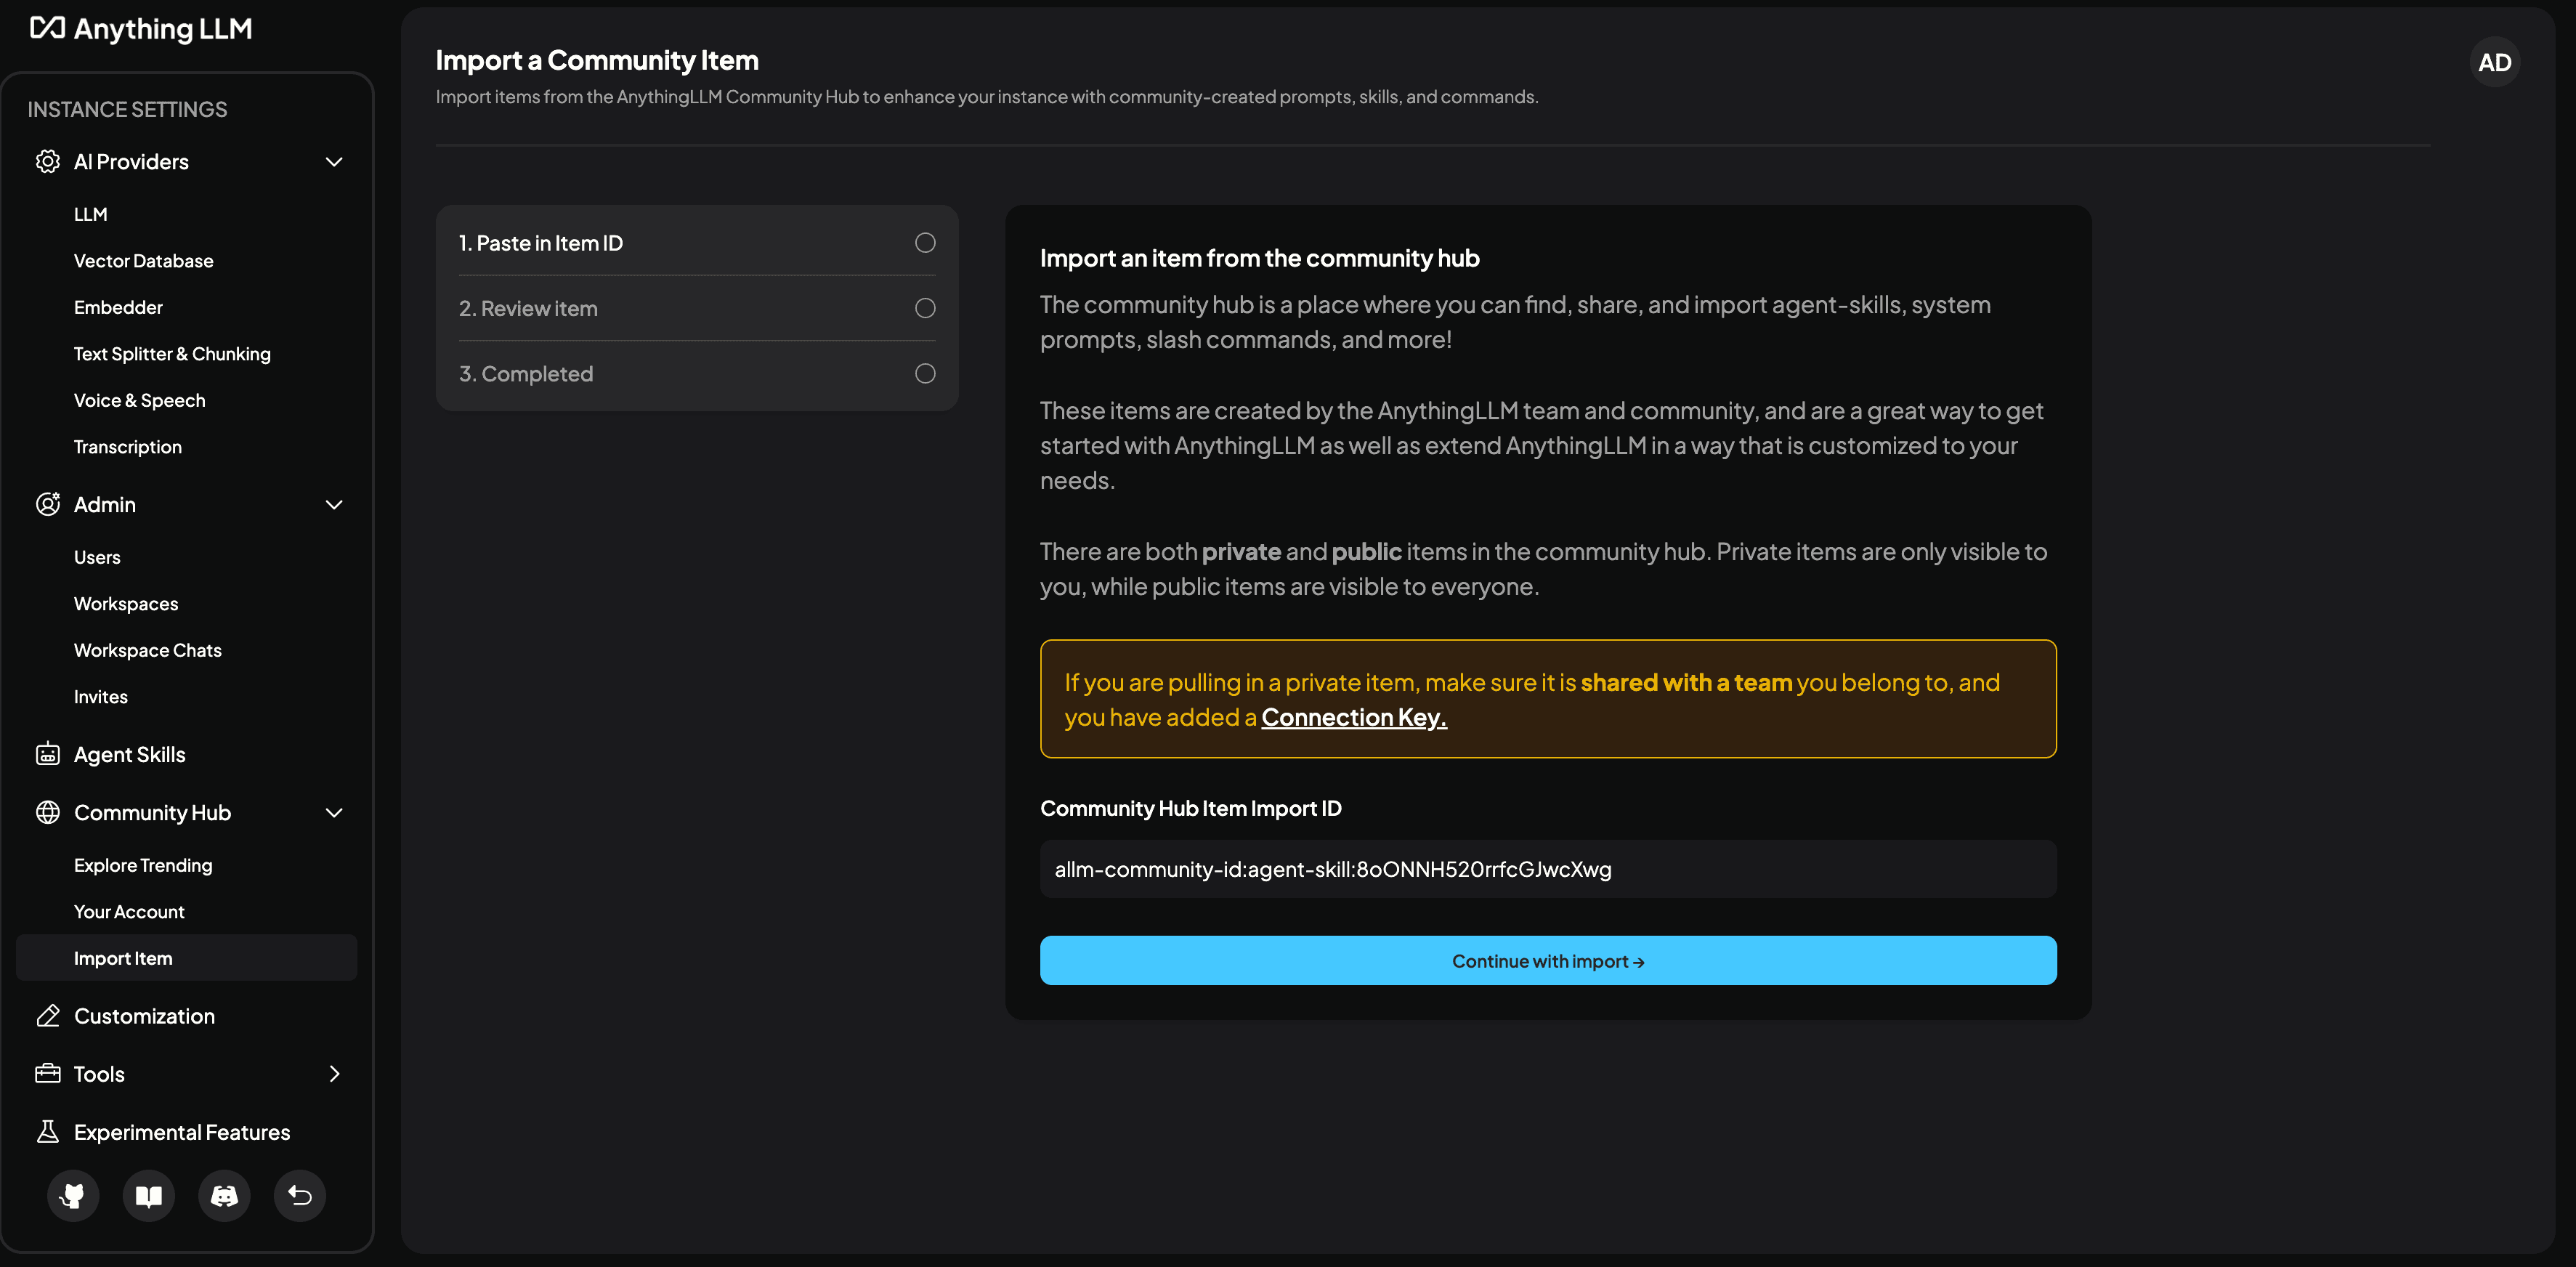 Anything LLM
INSTANCE SETTINGS
AI Providers
LLM
Vector Database
Embedder
Text Splitter & Chunking
Voice & Speech
Transcription
Admin
Users
Workspaces
Workspace Chats
Invites
Agent Skills
Community Hub
Explore Trending
Your Account
Import Item
Customization
Tools
Experimental Features
Import a Community Item
Import items from the AnythingLLM Community Hub to enhance your instance with community-created prompts, skills, and commands.
AD
1. Paste in Item ID
2. Review item
3. Completed
Import an item from the community hub
The community hub is a place where you can find, share, and import agent-skills, system
prompts, slash commands, and more!
These items are created by the AnythingLLM team and community, and are a great way to get
started with AnythingLLM as well as extend AnythingLLM in a way that is customized to your
needs.
There are both private and public items in the community hub. Private items are only visible to
you, while public items are visible to everyone.
If you are pulling in a private item, make sure it is shared with a team you belong to, and
you have added a Connection Key.
Community Hub Item Import ID
allm-community-id:agent-skill:8oONNH520rrfcGJwcXwg
Continue with import →